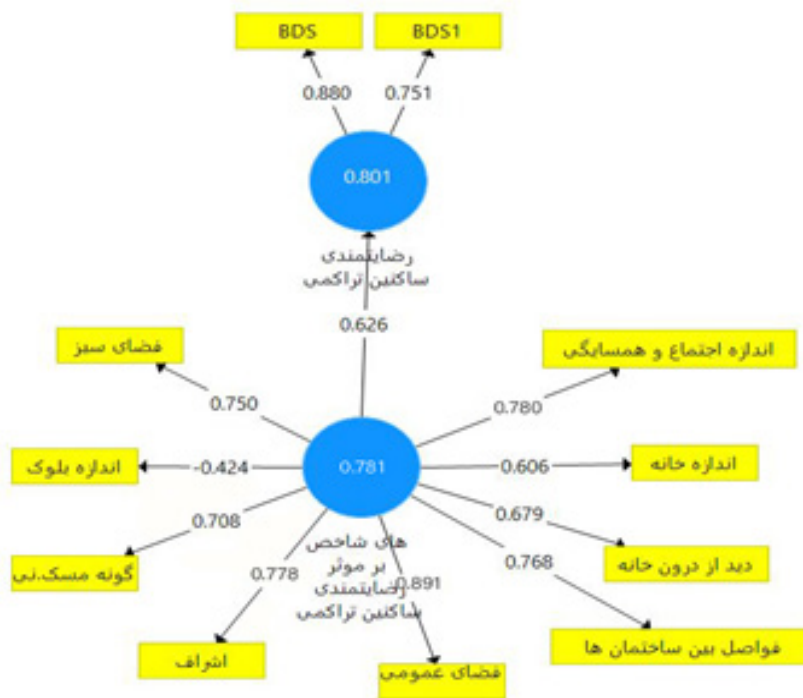 BDS
BDS1
0.880
0.751
0.801
رضایتمندی
ساکنین تراکمی
0.626
فضای سبز
اندازه اجتماع و همسایگی
0.750
0.780
اندازه بلوک
-0.424
0.781
0.606
اندازه خانه
0.708
0.679
گونه مسک.نی
های شاخص
بر موثر
رضایتمندی
ساکنین تراکمی
0.778
0.891
0.768
دید از درون خانه
اشراف
فضای عمومی
فواصل بین ساختمان ها